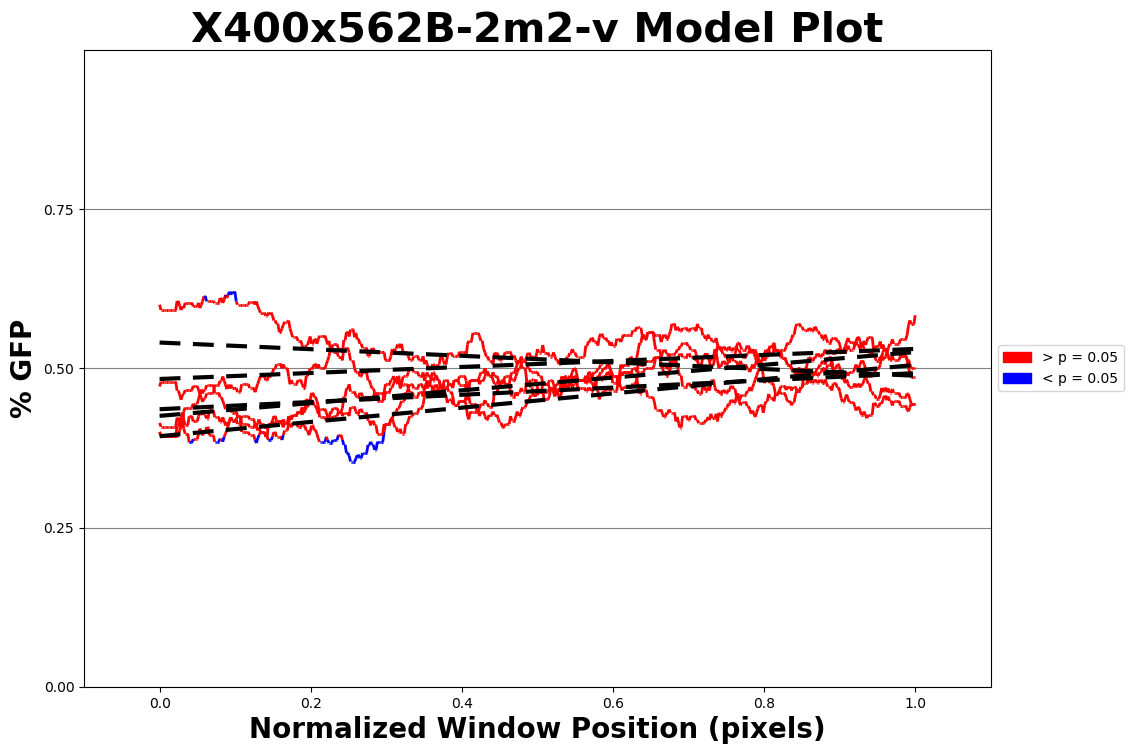 X400x562B-2m2-v Model Plot
% GFP
0.75
0.50
0.25
0.00
0.0 0.2 0.4 0.6 0.8 1.0
Normalized Window Position (pixels)
> p = 0.05
< p = 0.05